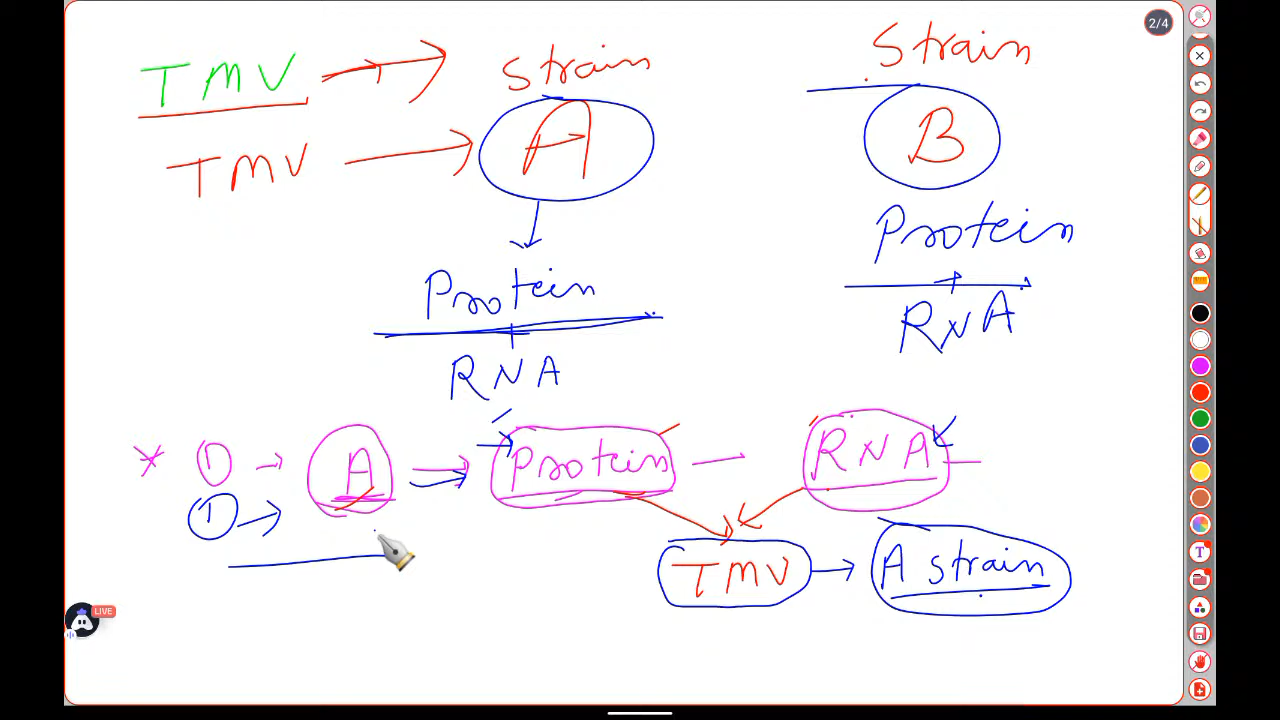 2/4
TMV → Strain A
Strain B
TMV →
Protein
RNA
Protein
RNA
* ① → A → Protein — RNA —
① →
TMV → A strain
LIVE